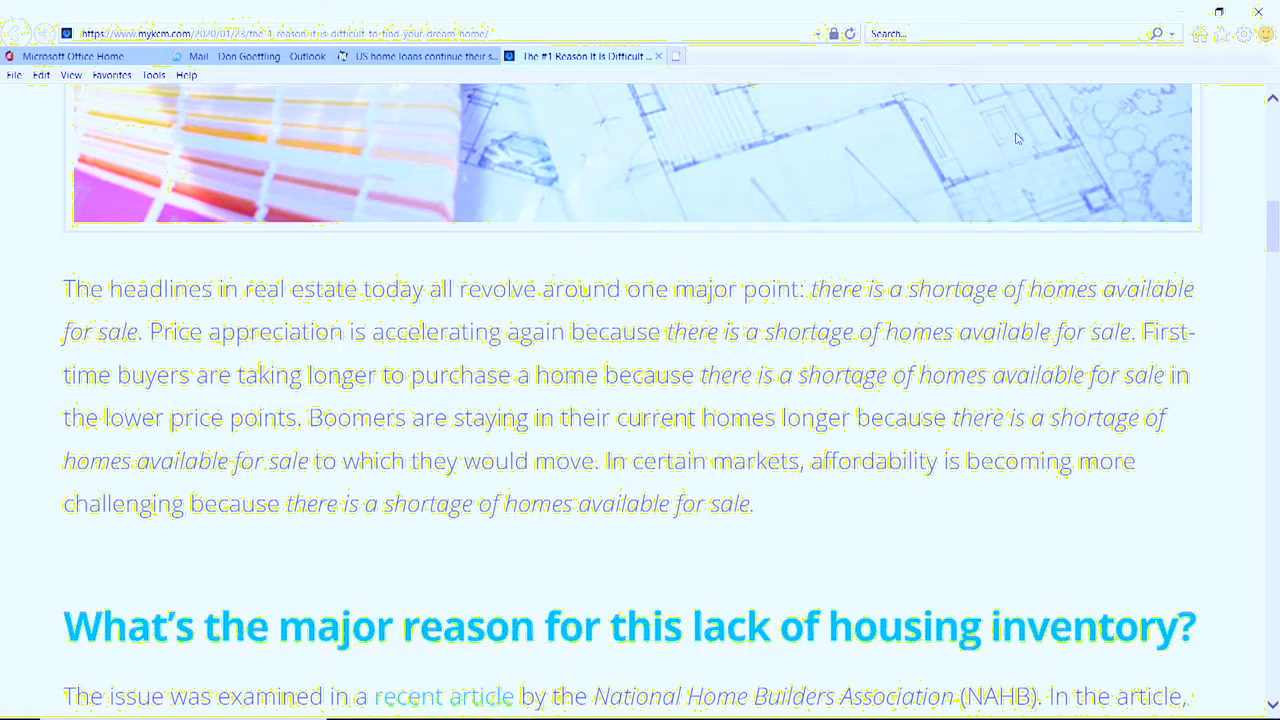 https://www.mykcm.com/2020/01/23/the-1-reason-it-is-difficult-to-find-your-dream-home/
Search...
Microsoft Office Home
Mail - Don Goettling - Outlook
US home loans continue their s...
The #1 Reason It Is Difficult ...
File Edit View Favorites Tools Help
The headlines in real estate today all revolve around one major point: there is a shortage of homes available
for sale. Price appreciation is accelerating again because there is a shortage of homes available for sale. First-
time buyers are taking longer to purchase a home because there is a shortage of homes available for sale in
the lower price points. Boomers are staying in their current homes longer because there is a shortage of
homes available for sale to which they would move. In certain markets, affordability is becoming more
challenging because there is a shortage of homes available for sale.
What's the major reason for this lack of housing inventory?
The issue was examined in a recent article by the National Home Builders Association (NAHB). In the article,